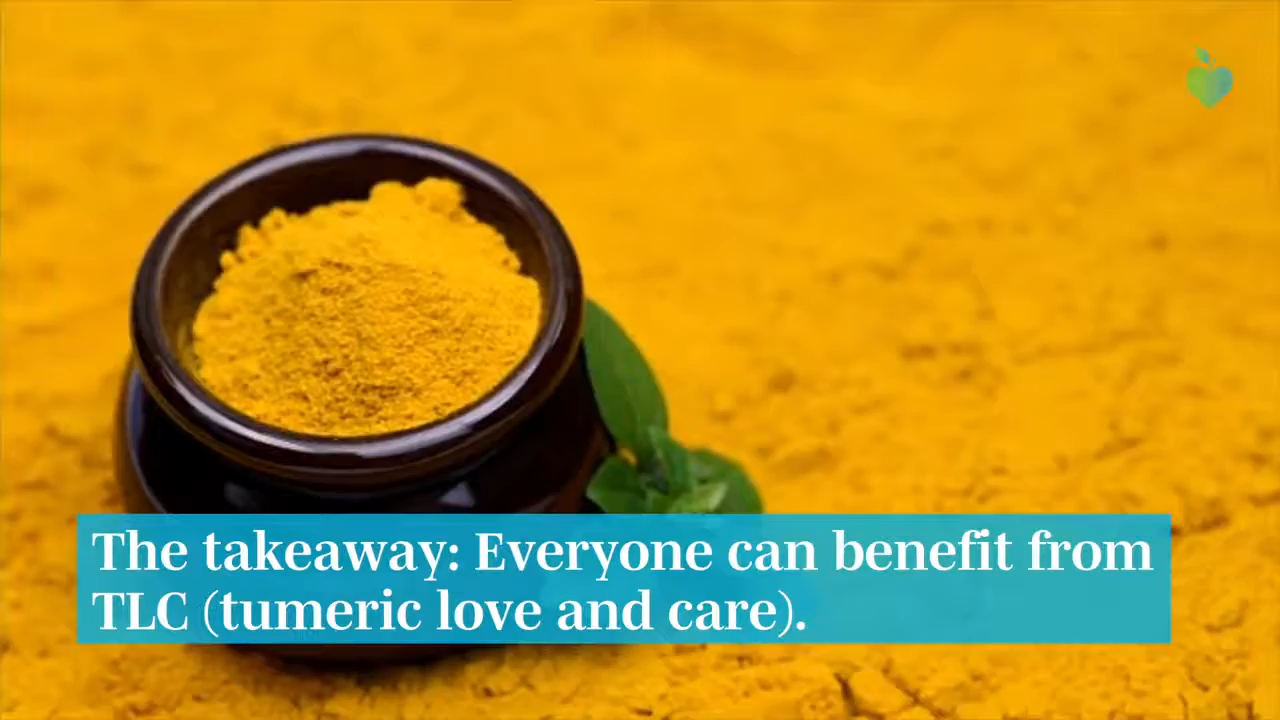 The takeaway: Everyone can benefit from
TLC (tumeric love and care).